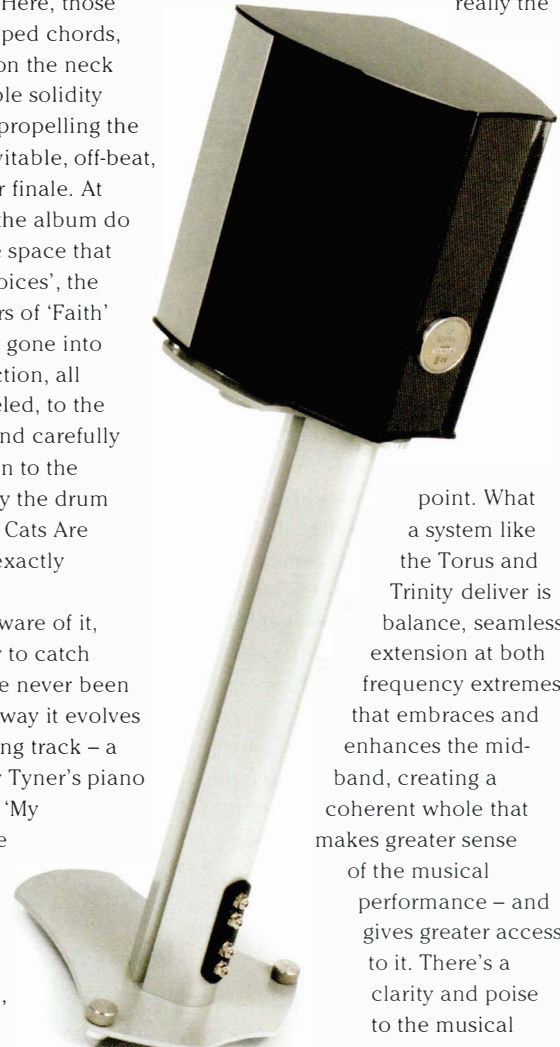 Here, those
ped chords,
on the neck
ple solidity
propelling the
vitable, off-beat,
r finale. At
the album do
e space that
oices', the
rs of 'Faith'
gone into
ction, all
eled, to the
nd carefully
n to the
y the drum
Cats Are
exactly
ware of it,
to catch
e never been
way it evolves
ng track – a
Tyner's piano
'My
e
,
really the
point. What
a system like
the Torus and
Trinity deliver is
balance, seamless
extension at both
frequency extremes
that embraces and
enhances the mid-
band, creating a
coherent whole that
makes greater sense
of the musical
performance – and
gives greater access
to it. There's a
clarity and poise
to the musical